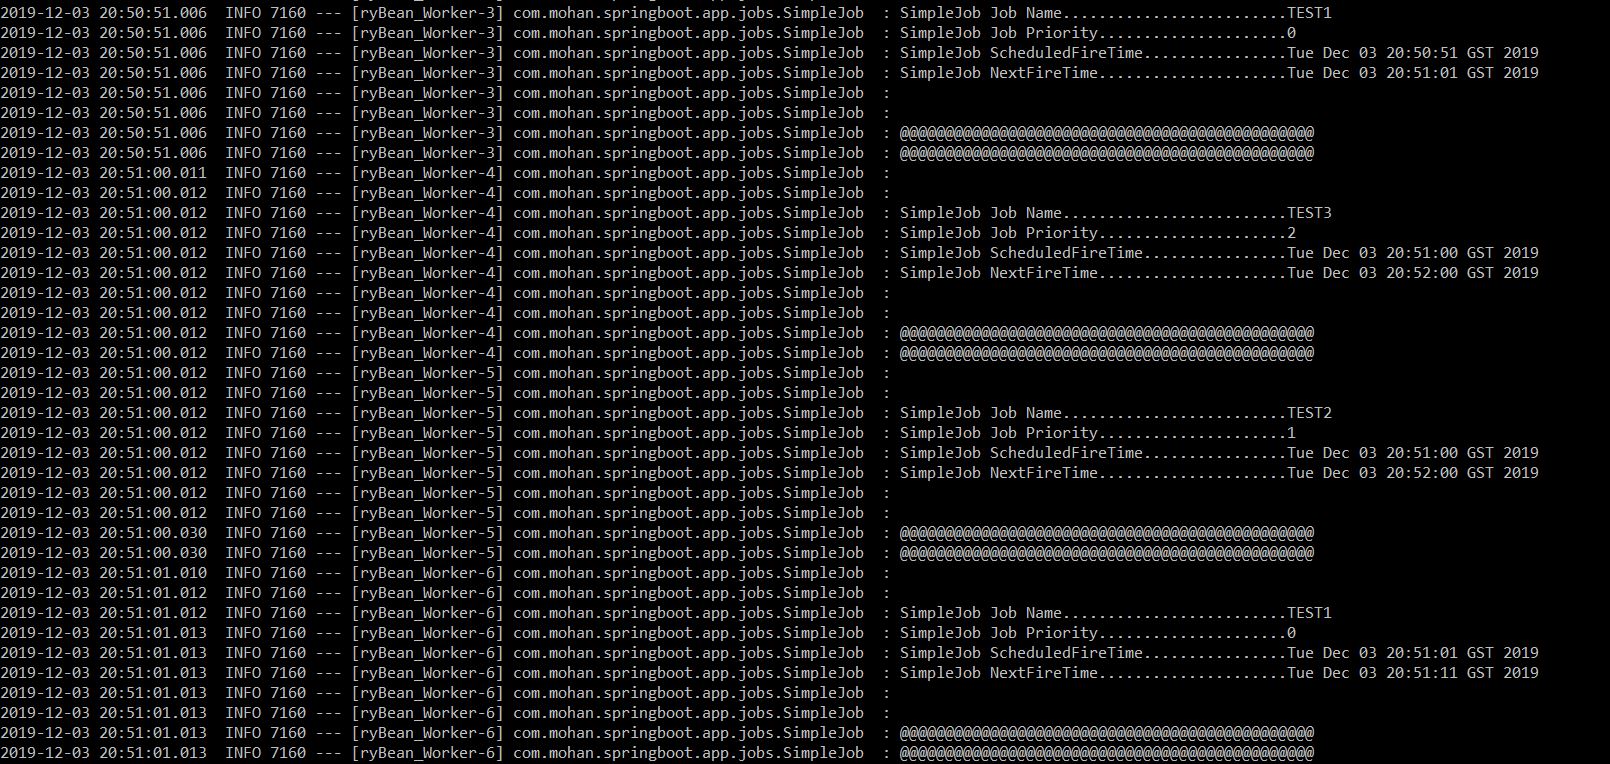 2019-12-03 20:50:51.006  INFO 7160 --- [ryBean_Worker-3] com.mohan.springboot.app.jobs.SimpleJob  : SimpleJob Job Name.........................TEST1
2019-12-03 20:50:51.006  INFO 7160 --- [ryBean_Worker-3] com.mohan.springboot.app.jobs.SimpleJob  : SimpleJob Job Priority.....................0
2019-12-03 20:50:51.006  INFO 7160 --- [ryBean_Worker-3] com.mohan.springboot.app.jobs.SimpleJob  : SimpleJob ScheduledFireTime................Tue Dec 03 20:50:51 GST 2019
2019-12-03 20:50:51.006  INFO 7160 --- [ryBean_Worker-3] com.mohan.springboot.app.jobs.SimpleJob  : SimpleJob NextFireTime.....................Tue Dec 03 20:51:01 GST 2019
2019-12-03 20:50:51.006  INFO 7160 --- [ryBean_Worker-3] com.mohan.springboot.app.jobs.SimpleJob  :
2019-12-03 20:50:51.006  INFO 7160 --- [ryBean_Worker-3] com.mohan.springboot.app.jobs.SimpleJob  :
2019-12-03 20:50:51.006  INFO 7160 --- [ryBean_Worker-3] com.mohan.springboot.app.jobs.SimpleJob  : @@@@@@@@@@@@@@@@@@@@@@@@@@@@@@@@@@@@@@@@@@@@@@
2019-12-03 20:50:51.006  INFO 7160 --- [ryBean_Worker-3] com.mohan.springboot.app.jobs.SimpleJob  : @@@@@@@@@@@@@@@@@@@@@@@@@@@@@@@@@@@@@@@@@@@@@@
2019-12-03 20:51:00.011  INFO 7160 --- [ryBean_Worker-4] com.mohan.springboot.app.jobs.SimpleJob  :
2019-12-03 20:51:00.012  INFO 7160 --- [ryBean_Worker-4] com.mohan.springboot.app.jobs.SimpleJob  :
2019-12-03 20:51:00.012  INFO 7160 --- [ryBean_Worker-4] com.mohan.springboot.app.jobs.SimpleJob  : SimpleJob Job Name.........................TEST3
2019-12-03 20:51:00.012  INFO 7160 --- [ryBean_Worker-4] com.mohan.springboot.app.jobs.SimpleJob  : SimpleJob Job Priority.....................2
2019-12-03 20:51:00.012  INFO 7160 --- [ryBean_Worker-4] com.mohan.springboot.app.jobs.SimpleJob  : SimpleJob ScheduledFireTime................Tue Dec 03 20:51:00 GST 2019
2019-12-03 20:51:00.012  INFO 7160 --- [ryBean_Worker-4] com.mohan.springboot.app.jobs.SimpleJob  : SimpleJob NextFireTime.....................Tue Dec 03 20:52:00 GST 2019
2019-12-03 20:51:00.012  INFO 7160 --- [ryBean_Worker-4] com.mohan.springboot.app.jobs.SimpleJob  :
2019-12-03 20:51:00.012  INFO 7160 --- [ryBean_Worker-4] com.mohan.springboot.app.jobs.SimpleJob  :
2019-12-03 20:51:00.012  INFO 7160 --- [ryBean_Worker-4] com.mohan.springboot.app.jobs.SimpleJob  : @@@@@@@@@@@@@@@@@@@@@@@@@@@@@@@@@@@@@@@@@@@@@@
2019-12-03 20:51:00.012  INFO 7160 --- [ryBean_Worker-4] com.mohan.springboot.app.jobs.SimpleJob  : @@@@@@@@@@@@@@@@@@@@@@@@@@@@@@@@@@@@@@@@@@@@@@
2019-12-03 20:51:00.012  INFO 7160 --- [ryBean_Worker-5] com.mohan.springboot.app.jobs.SimpleJob  :
2019-12-03 20:51:00.012  INFO 7160 --- [ryBean_Worker-5] com.mohan.springboot.app.jobs.SimpleJob  :
2019-12-03 20:51:00.012  INFO 7160 --- [ryBean_Worker-5] com.mohan.springboot.app.jobs.SimpleJob  : SimpleJob Job Name.........................TEST2
2019-12-03 20:51:00.012  INFO 7160 --- [ryBean_Worker-5] com.mohan.springboot.app.jobs.SimpleJob  : SimpleJob Job Priority.....................1
2019-12-03 20:51:00.012  INFO 7160 --- [ryBean_Worker-5] com.mohan.springboot.app.jobs.SimpleJob  : SimpleJob ScheduledFireTime................Tue Dec 03 20:51:00 GST 2019
2019-12-03 20:51:00.012  INFO 7160 --- [ryBean_Worker-5] com.mohan.springboot.app.jobs.SimpleJob  : SimpleJob NextFireTime.....................Tue Dec 03 20:52:00 GST 2019
2019-12-03 20:51:00.012  INFO 7160 --- [ryBean_Worker-5] com.mohan.springboot.app.jobs.SimpleJob  :
2019-12-03 20:51:00.012  INFO 7160 --- [ryBean_Worker-5] com.mohan.springboot.app.jobs.SimpleJob  :
2019-12-03 20:51:00.030  INFO 7160 --- [ryBean_Worker-5] com.mohan.springboot.app.jobs.SimpleJob  : @@@@@@@@@@@@@@@@@@@@@@@@@@@@@@@@@@@@@@@@@@@@@@
2019-12-03 20:51:00.030  INFO 7160 --- [ryBean_Worker-5] com.mohan.springboot.app.jobs.SimpleJob  : @@@@@@@@@@@@@@@@@@@@@@@@@@@@@@@@@@@@@@@@@@@@@@
2019-12-03 20:51:01.010  INFO 7160 --- [ryBean_Worker-6] com.mohan.springboot.app.jobs.SimpleJob  :
2019-12-03 20:51:01.012  INFO 7160 --- [ryBean_Worker-6] com.mohan.springboot.app.jobs.SimpleJob  :
2019-12-03 20:51:01.012  INFO 7160 --- [ryBean_Worker-6] com.mohan.springboot.app.jobs.SimpleJob  : SimpleJob Job Name.........................TEST1
2019-12-03 20:51:01.013  INFO 7160 --- [ryBean_Worker-6] com.mohan.springboot.app.jobs.SimpleJob  : SimpleJob Job Priority.....................0
2019-12-03 20:51:01.013  INFO 7160 --- [ryBean_Worker-6] com.mohan.springboot.app.jobs.SimpleJob  : SimpleJob ScheduledFireTime................Tue Dec 03 20:51:01 GST 2019
2019-12-03 20:51:01.013  INFO 7160 --- [ryBean_Worker-6] com.mohan.springboot.app.jobs.SimpleJob  : SimpleJob NextFireTime.....................Tue Dec 03 20:51:11 GST 2019
2019-12-03 20:51:01.013  INFO 7160 --- [ryBean_Worker-6] com.mohan.springboot.app.jobs.SimpleJob  :
2019-12-03 20:51:01.013  INFO 7160 --- [ryBean_Worker-6] com.mohan.springboot.app.jobs.SimpleJob  :
2019-12-03 20:51:01.013  INFO 7160 --- [ryBean_Worker-6] com.mohan.springboot.app.jobs.SimpleJob  : @@@@@@@@@@@@@@@@@@@@@@@@@@@@@@@@@@@@@@@@@@@@@@
2019-12-03 20:51:01.013  INFO 7160 --- [ryBean_Worker-6] com.mohan.springboot.app.jobs.SimpleJob  : @@@@@@@@@@@@@@@@@@@@@@@@@@@@@@@@@@@@@@@@@@@@@@